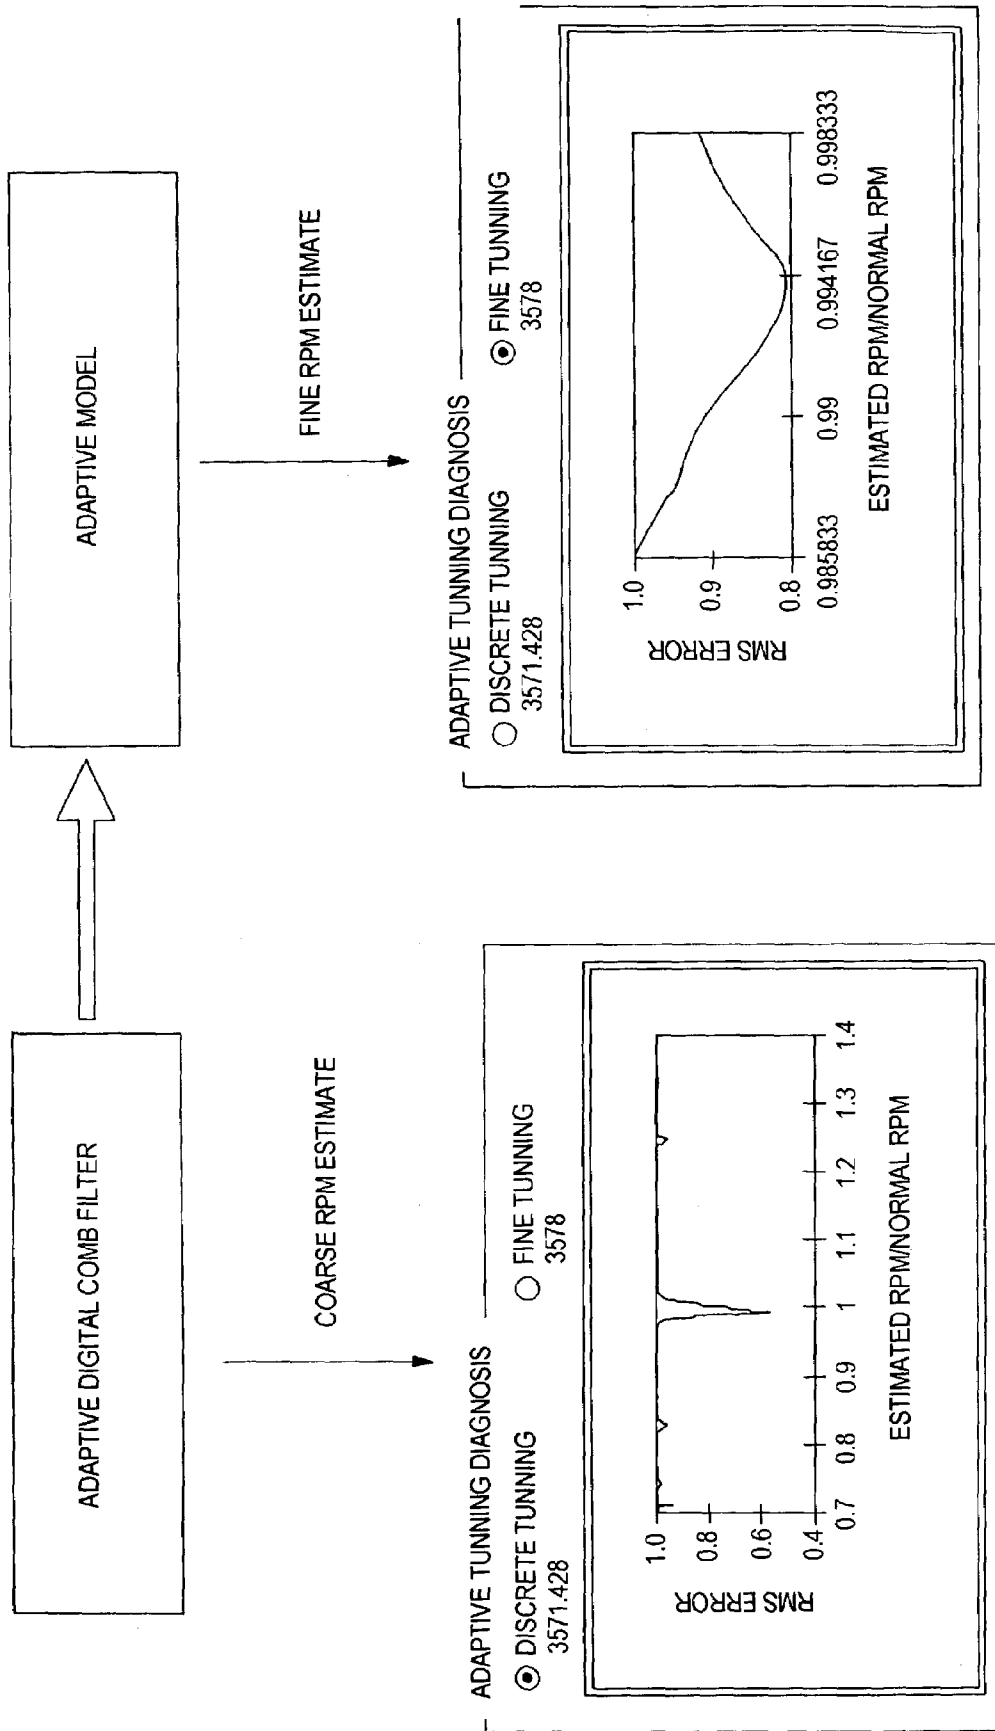 ADAPTIVE DIGITAL COMB FILTER
COARSE RPM ESTIMATE
ADAPTIVE TUNNING DIAGNOSIS
DISCRETE TUNNING
3571.428
FINE TUNNING
3578
RMS ERROR
1.0
0.8
0.6
0.4
0.7
0.8
0.9
1
1.1
1.2
1.3
1.4
ESTIMATED RPM/NORMAL RPM
ADAPTIVE MODEL
FINE RPM ESTIMATE
ADAPTIVE TUNNING DIAGNOSIS
DISCRETE TUNNING
3571.428
FINE TUNNING
3578
RMS ERROR
1.0
0.9
0.8
0.985833
0.99
0.994167
0.998333
ESTIMATED RPM/NORMAL RPM